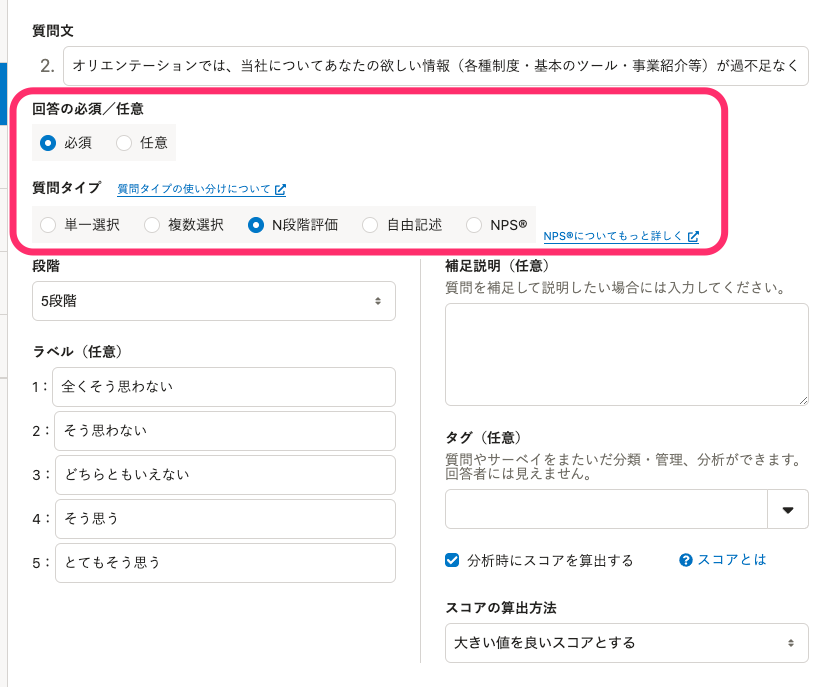 質問文
2. オリエンテーションでは、当社についてあなたの欲しい情報（各種制度・基本のツール・事業紹介等）が過不足なく
回答の必須／任意
必須 任意
質問タイプ 質問タイプの使い分けについて
単一選択 複数選択 N段階評価 自由記述 NPS® NPS®についてもっと詳しく
段階
5段階
ラベル（任意）
1： 全くそう思わない
2： そう思わない
3： どちらともいえない
4： そう思う
5： とてもそう思う
補足説明（任意）
質問を補足して説明したい場合には入力してください。
タグ（任意）
質問やサーベイをまたいだ分類・管理、分析ができます。
回答者には見えません。
分析時にスコアを算出する ? スコアとは
スコアの算出方法
大きい値を良いスコアとする